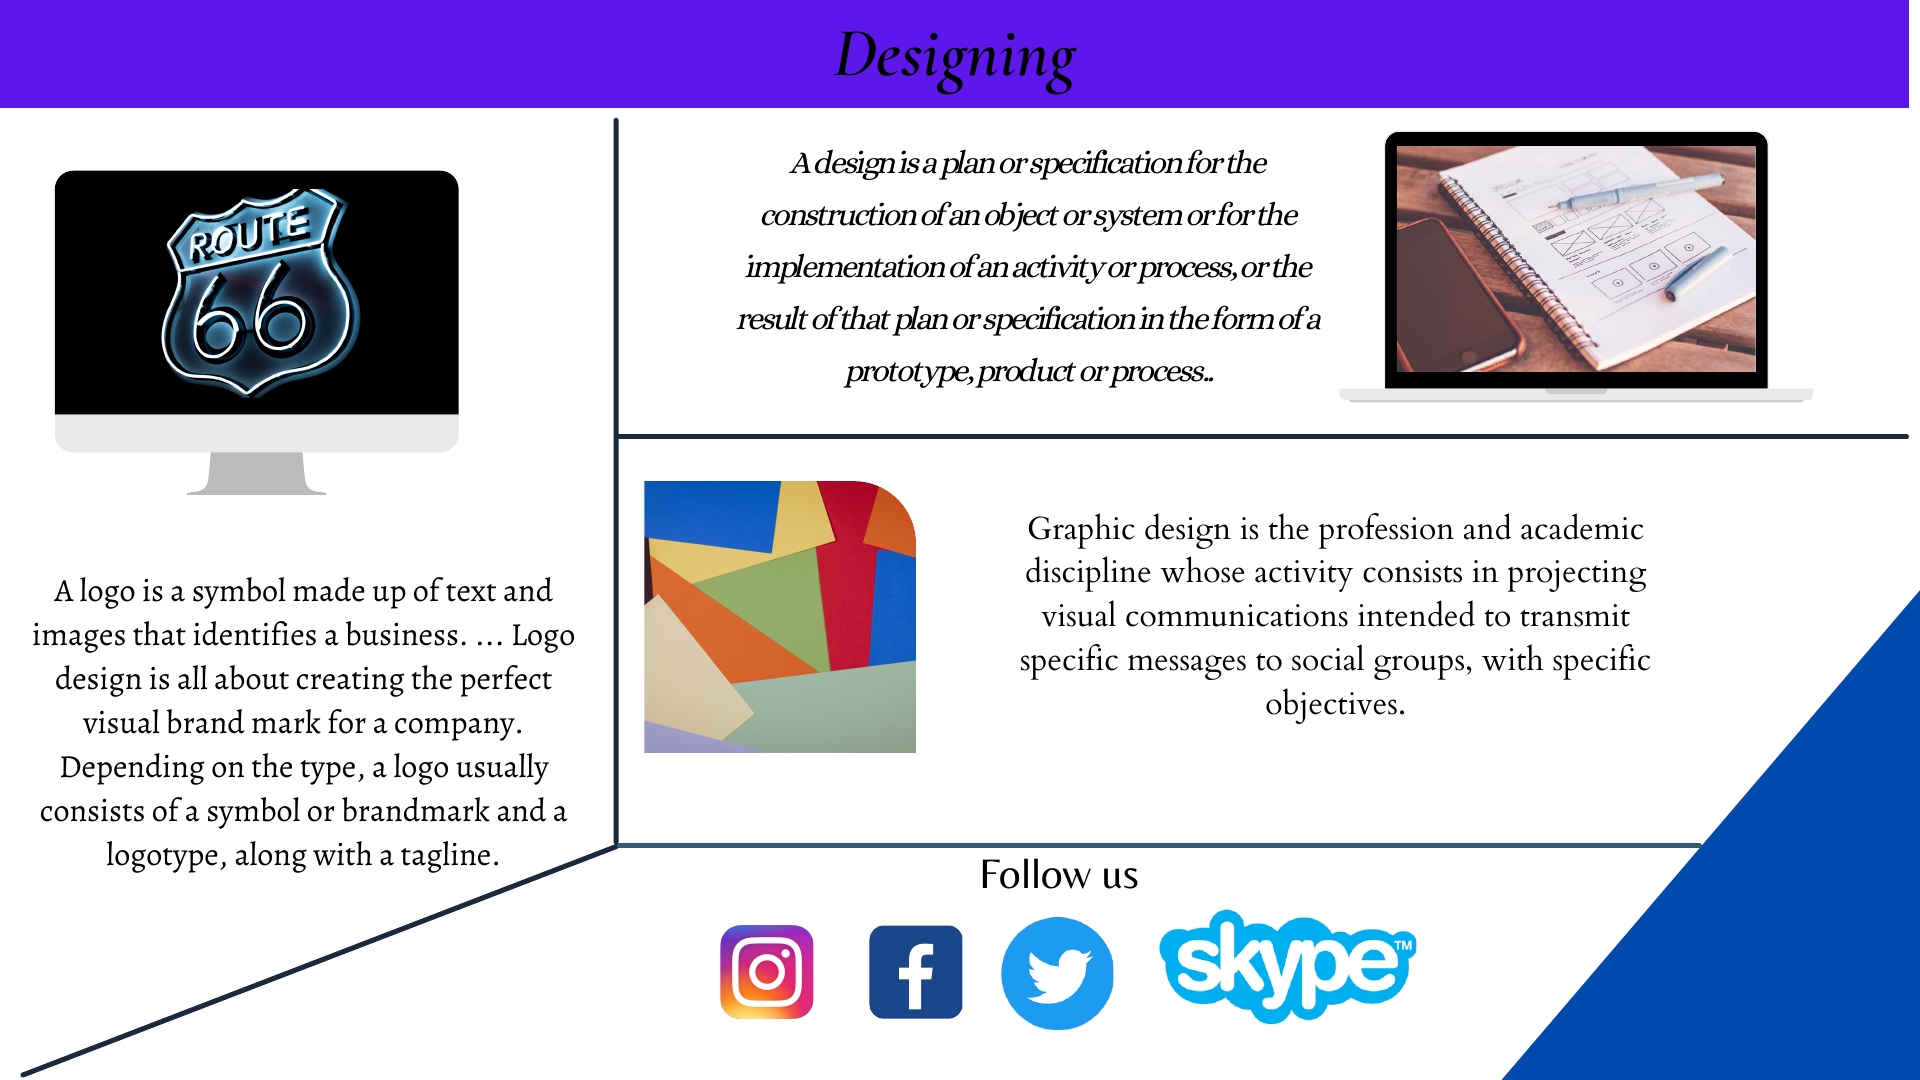 Designing
ROUTE
66
A logo is a symbol made up of text and
images that identifies a business. ... Logo
design is all about creating the perfect
visual brand mark for a company.
Depending on the type, a logo usually
consists of a symbol or brandmark and a
logotype, along with a tagline.
A design is a plan or specification for the
construction of an object or system or for the
implementation of an activity or process, or the
result of that plan or specification in the form of a
prototype, product or process..
Graphic design is the profession and academic
discipline whose activity consists in projecting
visual communications intended to transmit
specific messages to social groups, with specific
objectives.
Follow us
skype™